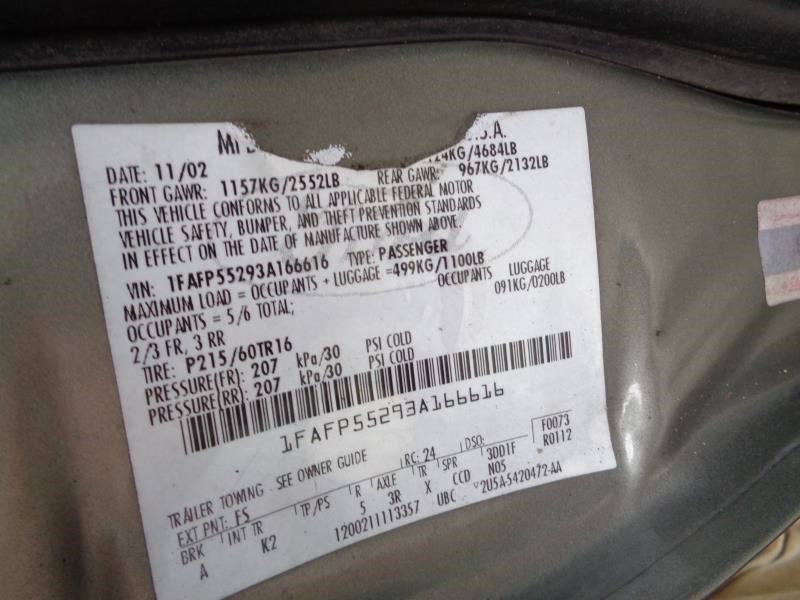 U.S.A.
DATE: 11/02 24KG/4684LB
FRONT GAWR: 1157KG/2552LB REAR GAWR: 967KG/2132LB
THIS VEHICLE CONFORMS TO ALL APPLICABLE FEDERAL MOTOR
VEHICLE SAFETY, BUMPER, AND THEFT PREVENTION STANDARDS
IN EFFECT ON THE DATE OF MANUFACTURE SHOWN ABOVE.
VIN: 1FAFP55293A166616 TYPE: PASSENGER
MAXIMUM LOAD = OCCUPANTS + LUGGAGE =499KG/1100LB
OCCUPANTS = 5/6 TOTAL; OCCUPANTS LUGGAGE
2/3 FR, 3 RR 091KG/0200LB
TIRE: P215/60TR16
PRESSURE(FR): 207 kPa/30 PSI COLD
PRESSURE(RR): 207 kPa/30 PSI COLD
1FAFP55293A166616
TRAILER TOWING - SEE OWNER GUIDE
EXT PNT: FS RC: 24 DSO: F0073
BRK INT TR TP/PS R AXLE TR SPR 3DD1F R0112
A K2 5 3R X CCD N05
1200211113357 UBC V2U5A-5420472-AA